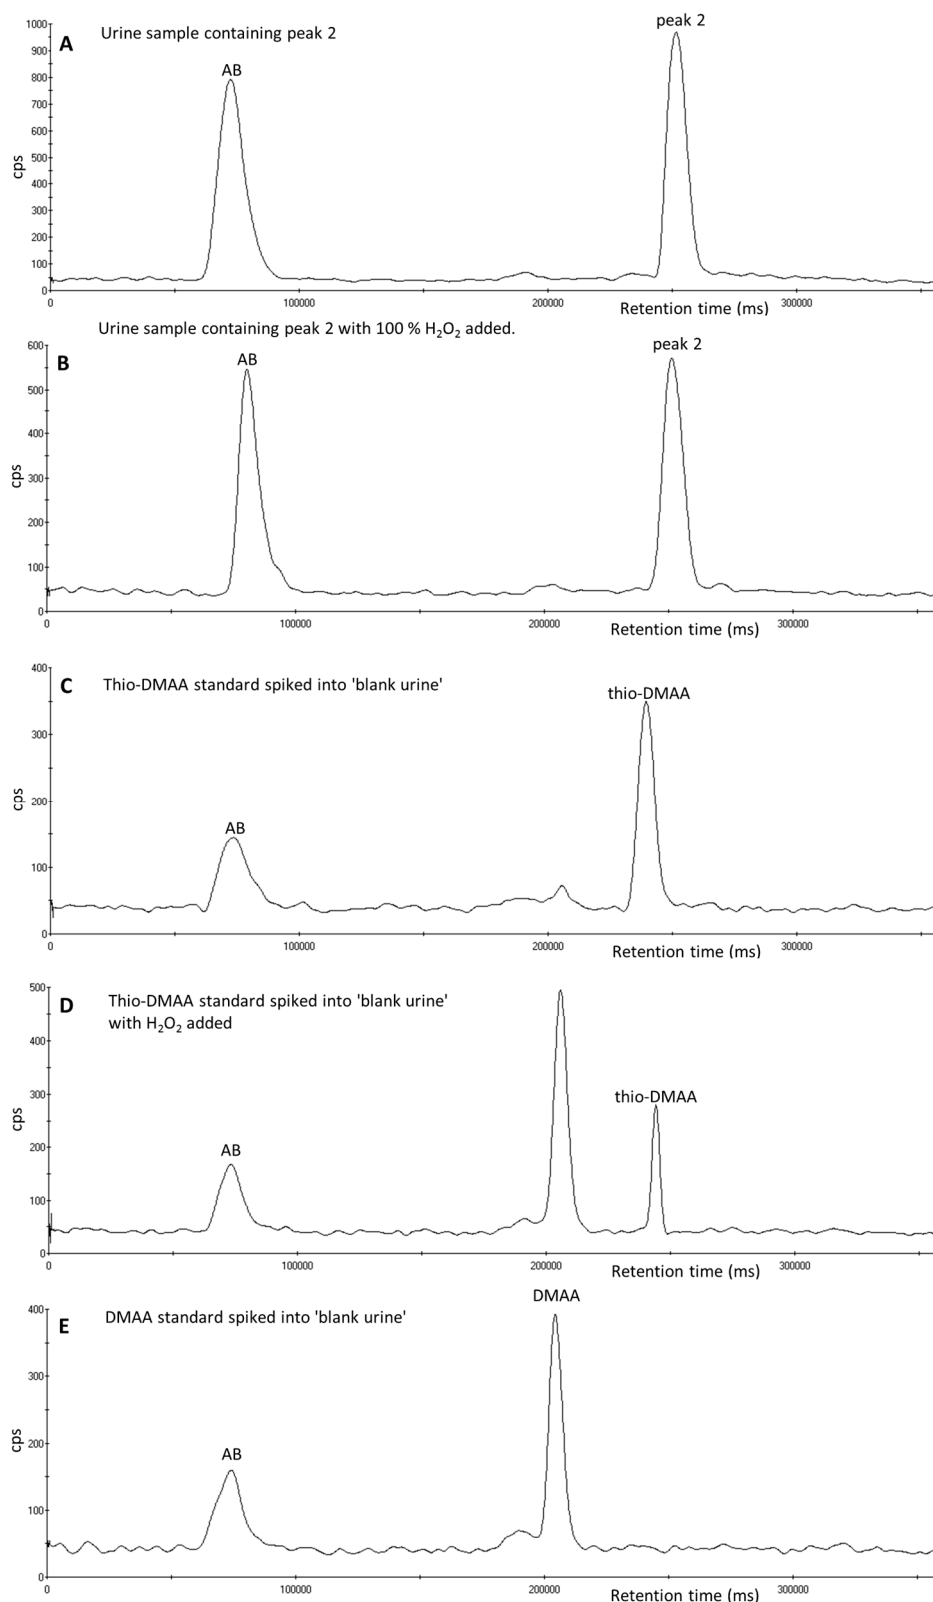 A Urine sample containing peak 2
peak 2
AB
1000
900
800
700
600
500
400
300
200
100
0
cps
0 100000 200000 300000
Retention time (ms)
Urine sample containing peak 2 with 100 % H₂O₂ added.
B
AB
peak 2
600
500
400
300
200
100
0
cps
0 100000 200000 300000
Retention time (ms)
C Thio-DMAA standard spiked into 'blank urine'
thio-DMAA
AB
400
300
200
100
0
cps
0 100000 200000 300000
Retention time (ms)
D Thio-DMAA standard spiked into 'blank urine'
with H₂O₂ added
thio-DMAA
AB
500
400
300
200
100
0
cps
0 100000 200000 300000
Retention time (ms)
E DMAA standard spiked into 'blank urine'
DMAA
AB
400
300
200
100
0
cps
0 100000 200000 300000
Retention time (ms)